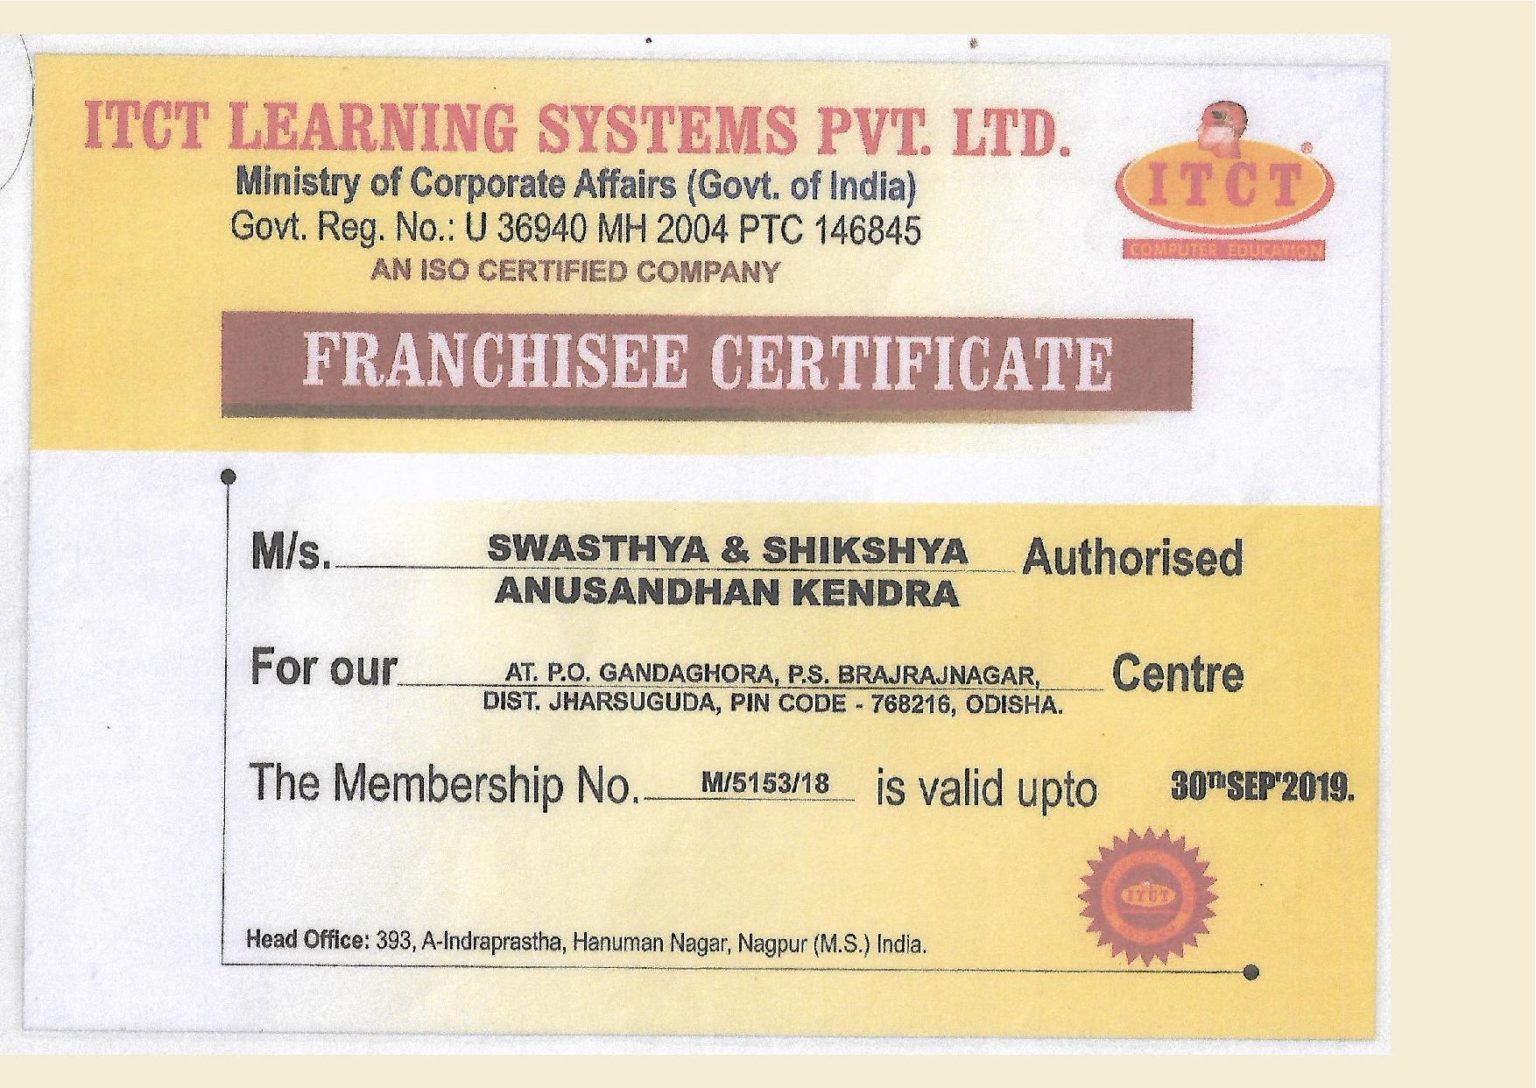 ITCT LEARNING SYSTEMS PVT. LTD.
Ministry of Corporate Affairs (Govt. of India)
Govt. Reg. No.: U 36940 MH 2004 PTC 146845
AN ISO CERTIFIED COMPANY
ITCT®
COMPUTER EDUCATION
FRANCHISEE CERTIFICATE
M/s. SWASTHYA & SHIKSHYA Authorised
ANUSANDHAN KENDRA
For our AT. P.O. GANDAGHORA, P.S. BRAJRAJNAGAR, Centre
DIST. JHARSUGUDA, PIN CODE - 768216, ODISHA.
The Membership No. M/5153/18 is valid upto 30TH SEP'2019.
ITCT
Head Office: 393, A-Indraprastha, Hanuman Nagar, Nagpur (M.S.) India.